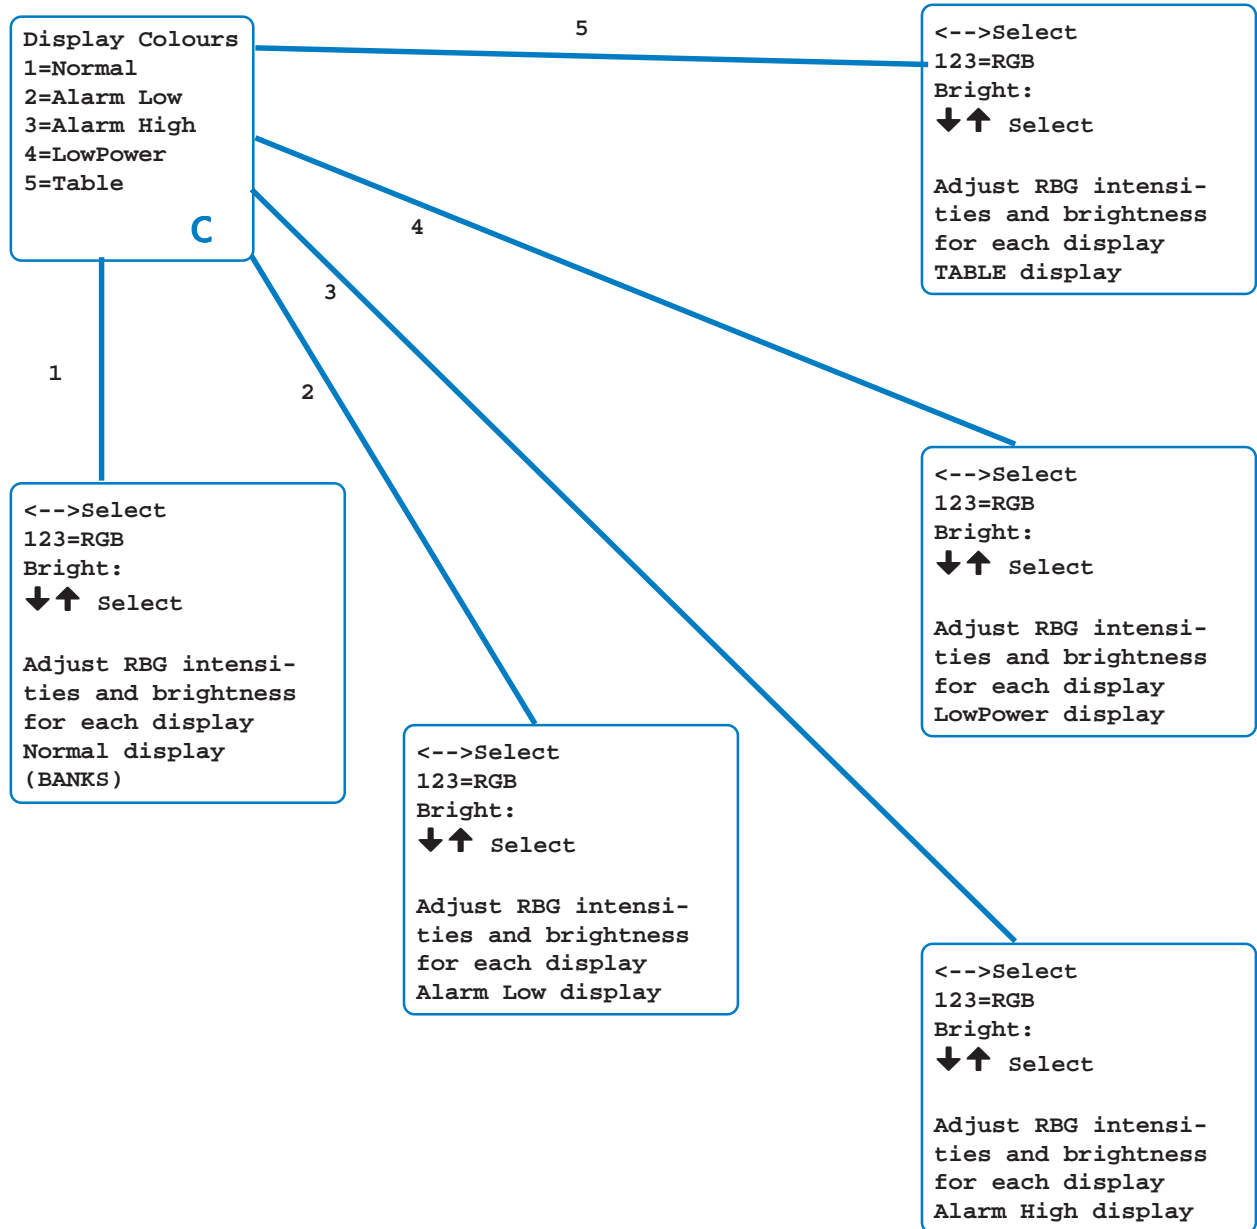 Display Colours
1=Normal
2=Alarm Low
3=Alarm High
4=LowPower
5=Table
C
5
<-->Select
123=RGB
Bright:
↓↑ Select
Adjust RBG intensi-
ties and brightness
for each display
TABLE display
4
3
1
2
<-->Select
123=RGB
Bright:
↓↑ Select
Adjust RBG intensi-
ties and brightness
for each display
LowPower display
<-->Select
123=RGB
Bright:
↓↑ Select
Adjust RBG intensi-
ties and brightness
for each display
Normal display
(BANKS)
<-->Select
123=RGB
Bright:
↓↑ Select
Adjust RBG intensi-
ties and brightness
for each display
Alarm Low display
<-->Select
123=RGB
Bright:
↓↑ Select
Adjust RBG intensi-
ties and brightness
for each display
Alarm High display